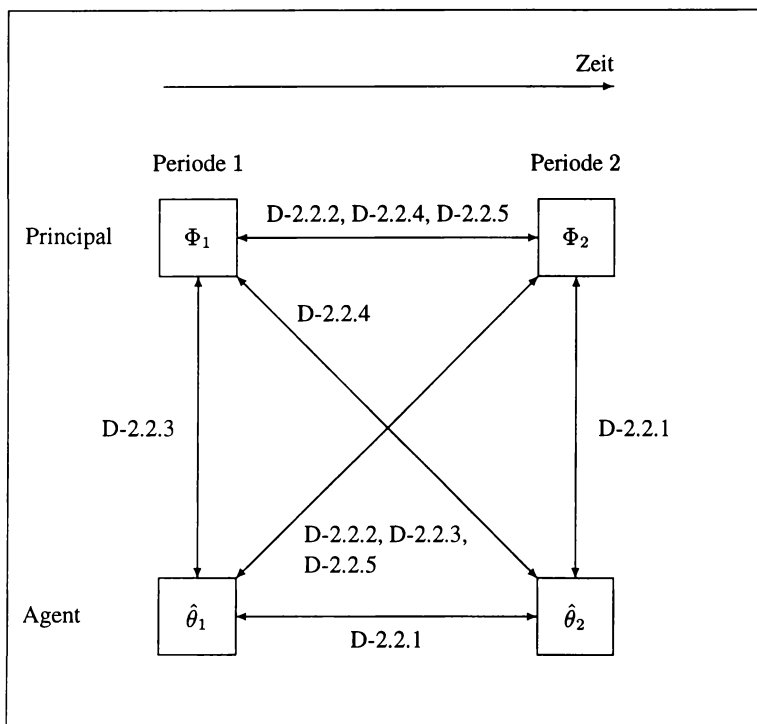 Zeit
Periode 1
Periode 2
D-2.2.2, D-2.2.4, D-2.2.5
Principal
Φ₁
Φ₂
D-2.2.4
D-2.2.3
D-2.2.1
D-2.2.2, D-2.2.3,
D-2.2.5
Agent
θ̂₁
θ̂₂
D-2.2.1